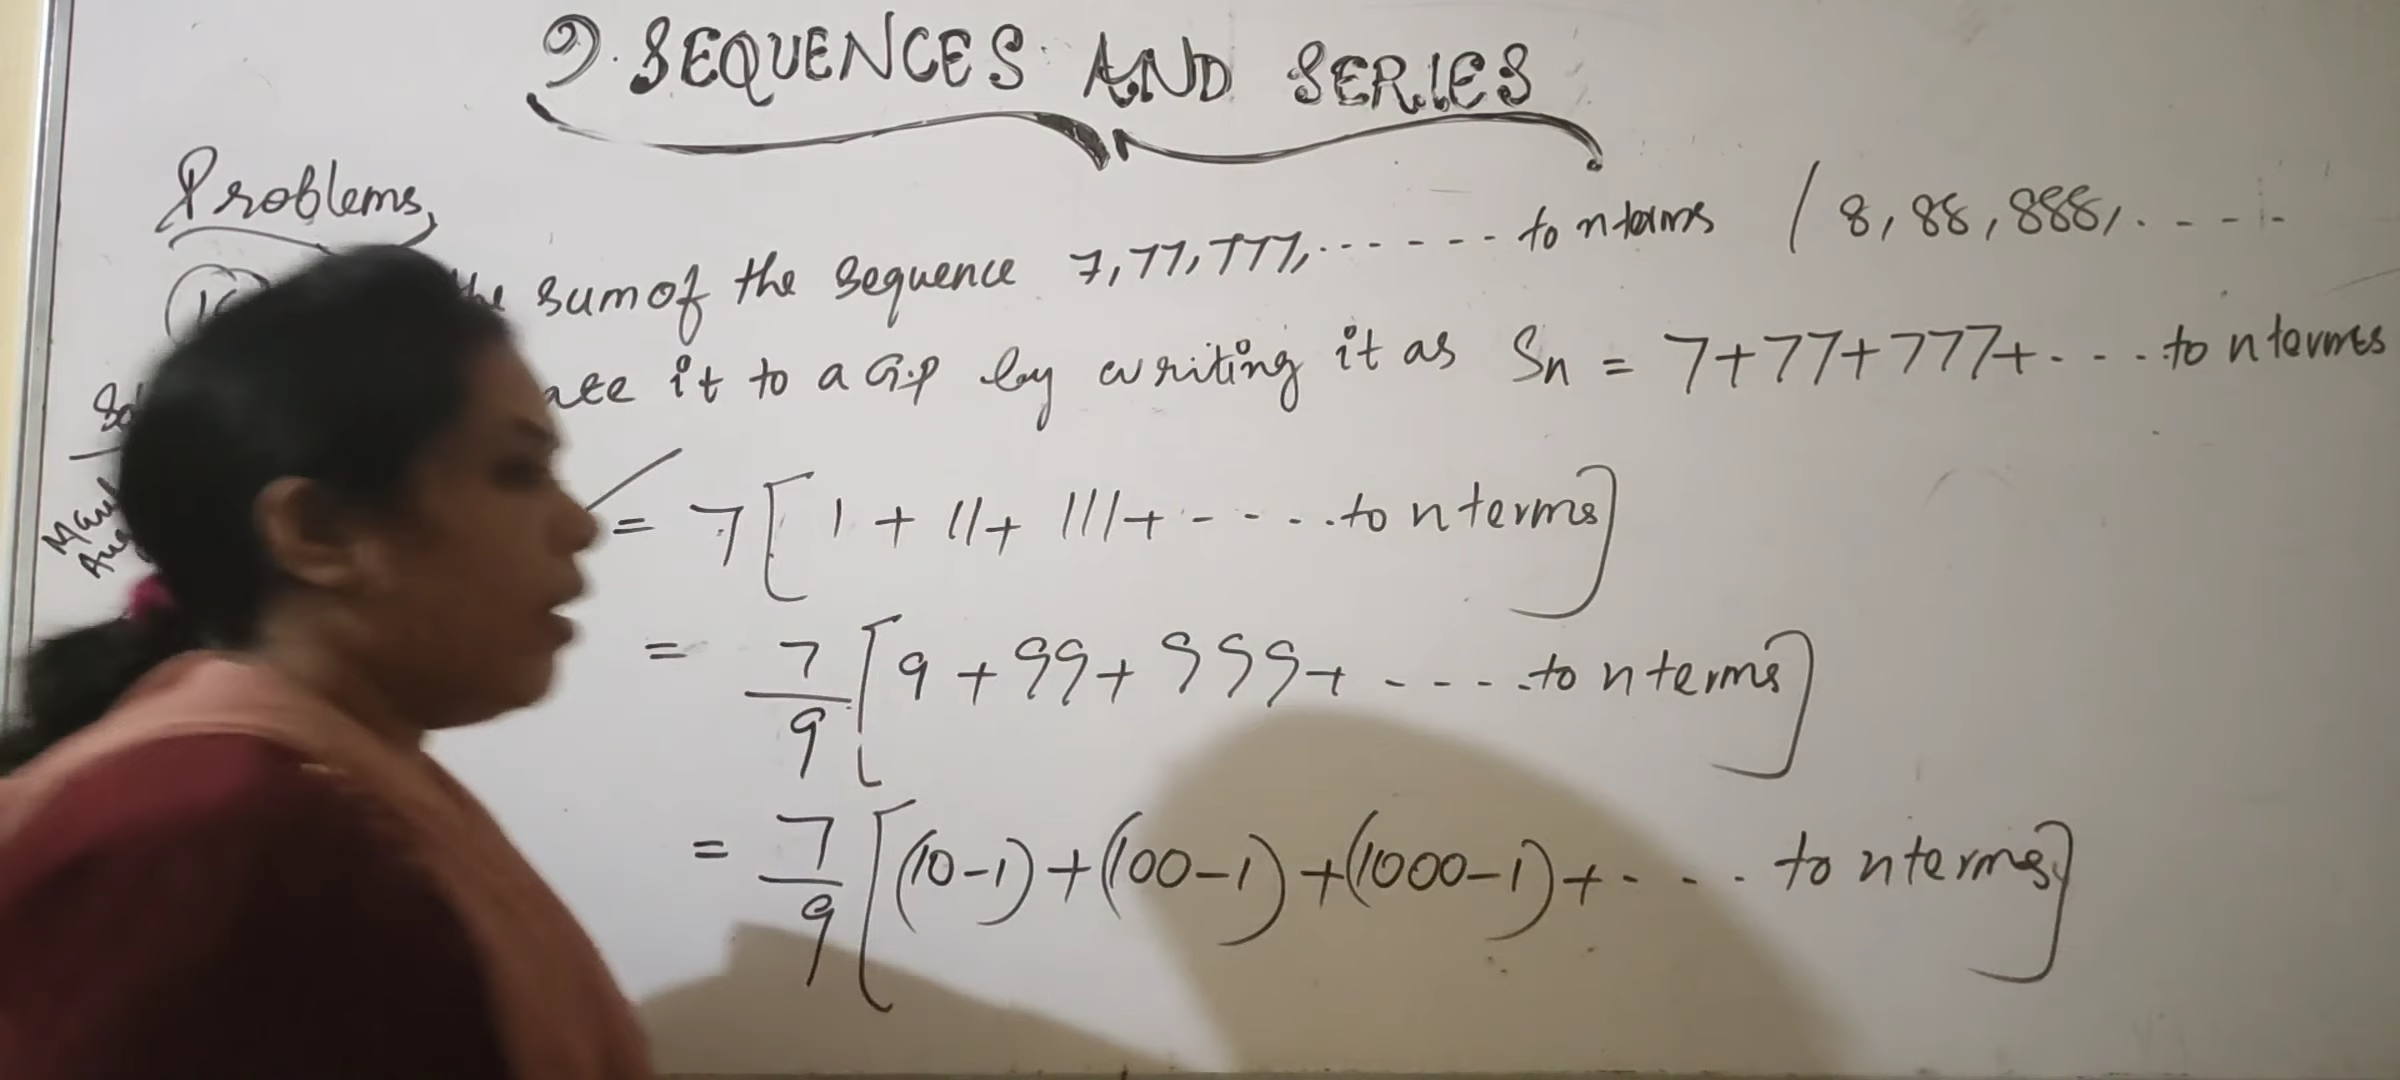 9. SEQUENCES AND SERIES
Problems,
sum of the sequence 7, 77, 777, ...... to n terms / 8, 88, 888, .....
it to a G.P by writing it as Sn = 7+77+777+.... to n terms
= 7[1 + 11 + 111 + ..... to n terms]
= 7/9 [9 + 99 + 999 + ..... to n terms]
= 7/9 [(10-1) + (100-1) + (1000-1) + .... to n terms]